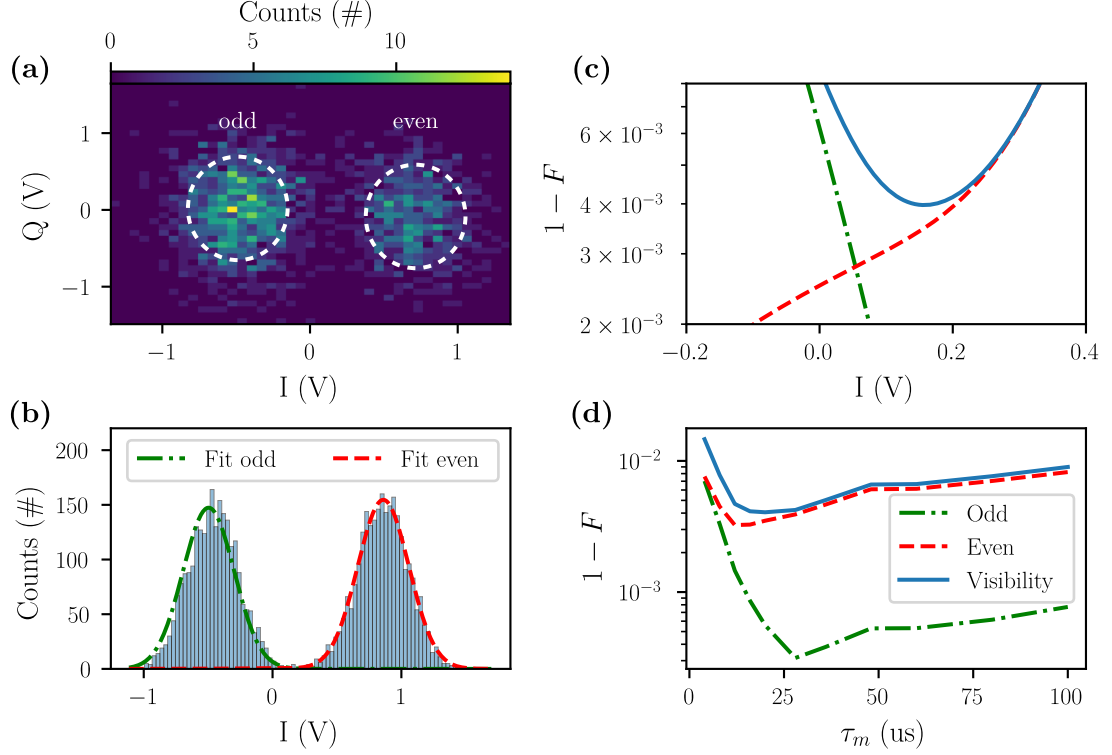 Counts (#)
0 5 10
(a)
odd even
1
0
−1
Q (V)
−1 0 1
I (V)
(c)
6 × 10⁻³
4 × 10⁻³
3 × 10⁻³
2 × 10⁻³
1 − F
−0.2 0.0 0.2 0.4
I (V)
(b)
Fit odd Fit even
200
150
100
50
0
Counts (#)
−1 0 1
I (V)
(d)
10⁻²
10⁻³
1 − F
Odd
Even
Visibility
0 25 50 75 100
τₘ (us)